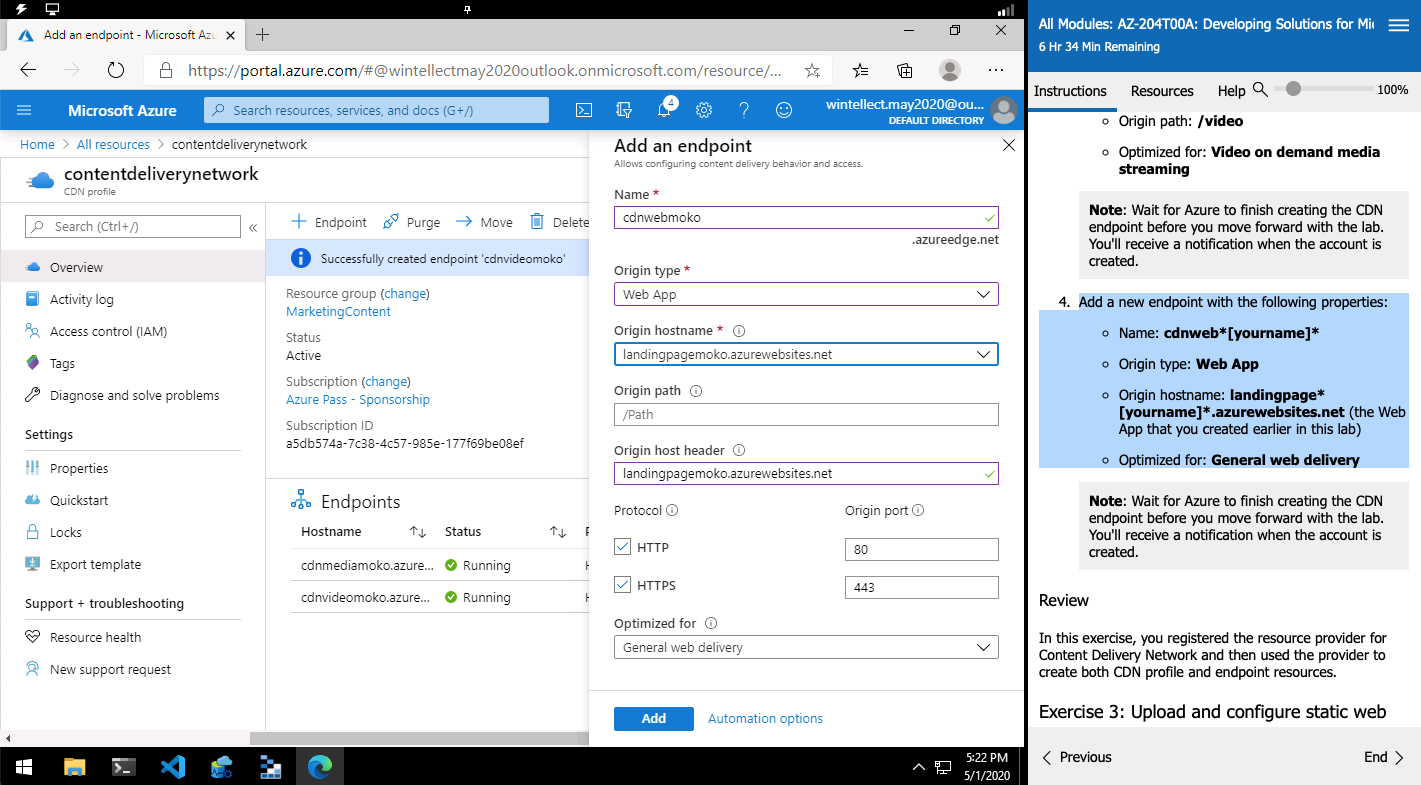 Add an endpoint - Microsoft Azu
https://portal.azure.com/#@wintellectmay2020outlook.onmicrosoft.com/resource/...
Microsoft Azure
Search resources, services, and docs (G+/)
4
wintellect.may2020@ou...
DEFAULT DIRECTORY
Home > All resources > contentdeliverynetwork
contentdeliverynetwork
CDN profile
Search (Ctrl+/)
«
Overview
Activity log
Access control (IAM)
Tags
Diagnose and solve problems
Settings
Properties
Quickstart
Locks
Export template
Support + troubleshooting
Resource health
New support request
Endpoint
Purge
Move
Delete
Successfully created endpoint 'cdnvideomoko'
Resource group (change)
MarketingContent
Status
Active
Subscription (change)
Azure Pass - Sponsorship
Subscription ID
a5db574a-7c38-4c57-985e-177f69be08ef
Endpoints
Hostname Status
cdnmediamoko.azure... Running
cdnvideomoko.azure... Running
Add an endpoint
Allows configuring content delivery behavior and access.
Name *
cdnwebmoko
.azureedge.net
Origin type *
Web App
Origin hostname *
landingpagemoko.azurewebsites.net
Origin path
/Path
Origin host header
landingpagemoko.azurewebsites.net
Protocol Origin port
HTTP 80
HTTPS 443
Optimized for
General web delivery
Add Automation options
5:22 PM
5/1/2020
All Modules: AZ-204T00A: Developing Solutions for Mi
6 Hr 34 Min Remaining
Instructions Resources Help 100%
Origin path: /video
Optimized for: Video on demand media
streaming
Note: Wait for Azure to finish creating the CDN
endpoint before you move forward with the lab.
You'll receive a notification when the account is
created.
4. Add a new endpoint with the following properties:
Name: cdnweb*[yourname]*
Origin type: Web App
Origin hostname: landingpage*
[yourname]*.azurewebsites.net (the Web
App that you created earlier in this lab)
Optimized for: General web delivery
Note: Wait for Azure to finish creating the CDN
endpoint before you move forward with the lab.
You'll receive a notification when the account is
created.
Review
In this exercise, you registered the resource provider for
Content Delivery Network and then used the provider to
create both CDN profile and endpoint resources.
Exercise 3: Upload and configure static web
Previous End